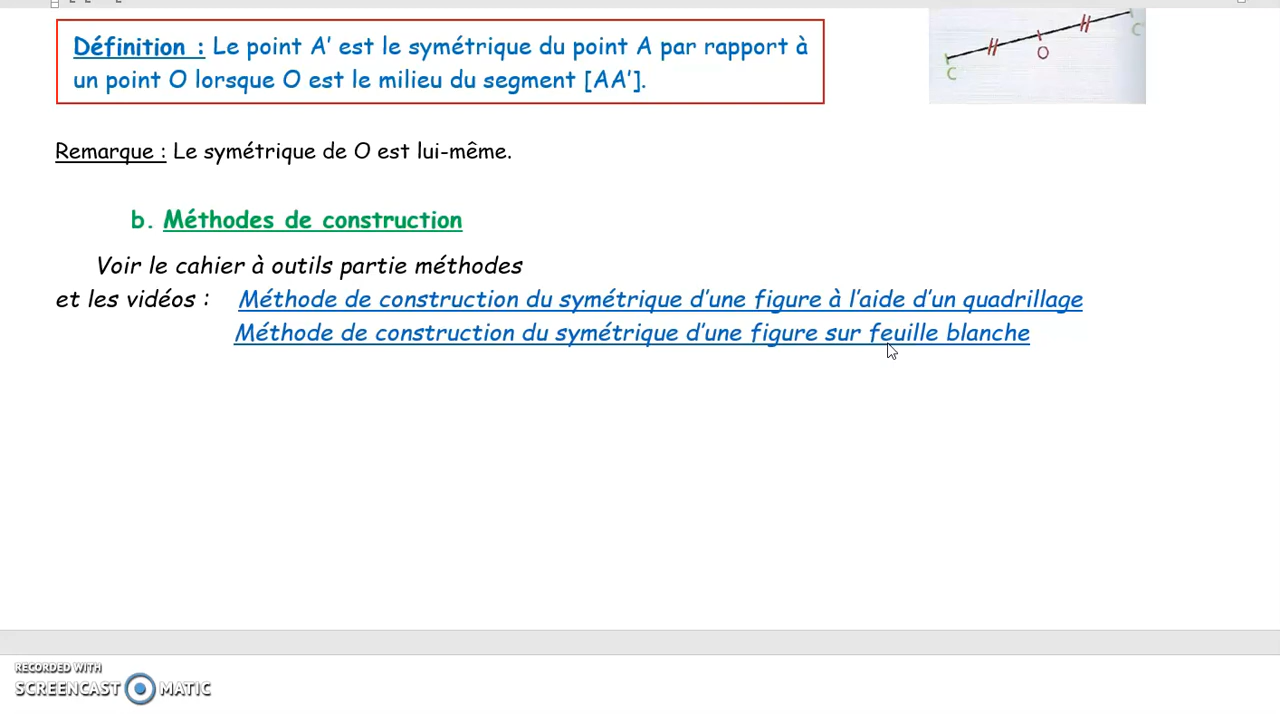 Définition : Le point A' est le symétrique du point A par rapport à
un point O lorsque O est le milieu du segment [AA'].
C
O
C
Remarque : Le symétrique de O est lui-même.
b. Méthodes de construction
Voir le cahier à outils partie méthodes
et les vidéos : Méthode de construction du symétrique d'une figure à l'aide d'un quadrillage
Méthode de construction du symétrique d'une figure sur feuille blanche
RECORDED WITH
SCREENCAST MATIC